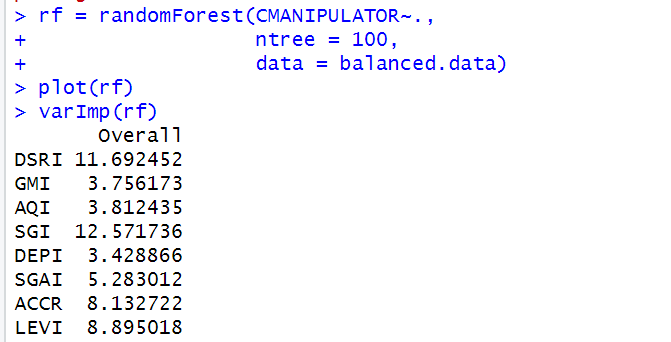 > rf = randomForest(CMANIPULATOR~.,
+                   ntree = 100,
+                   data = balanced.data)
> plot(rf)
> varImp(rf)
       Overall
DSRI 11.692452
GMI   3.756173
AQI   3.812435
SGI  12.571736
DEPI  3.428866
SGAI  5.283012
ACCR  8.132722
LEVI  8.895018